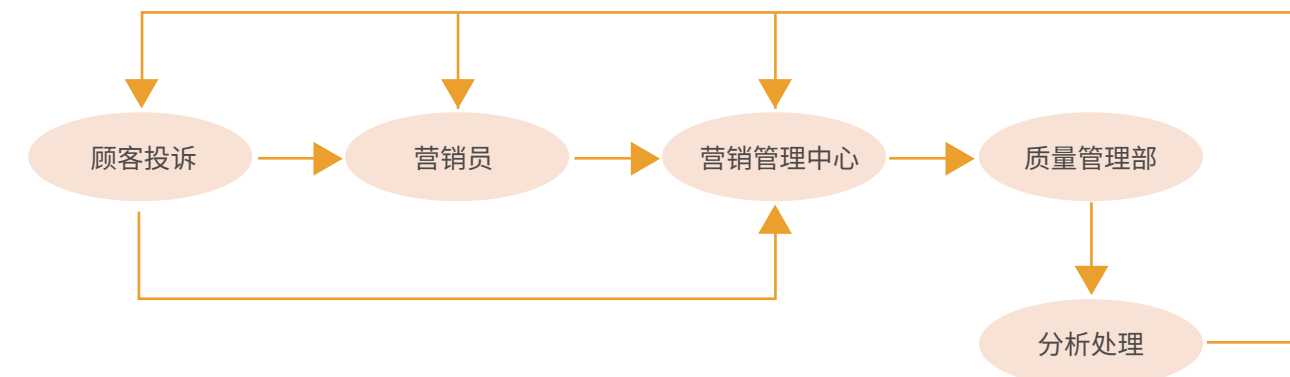 顾客投诉
营销员
营销管理中心
质量管理部
分析处理